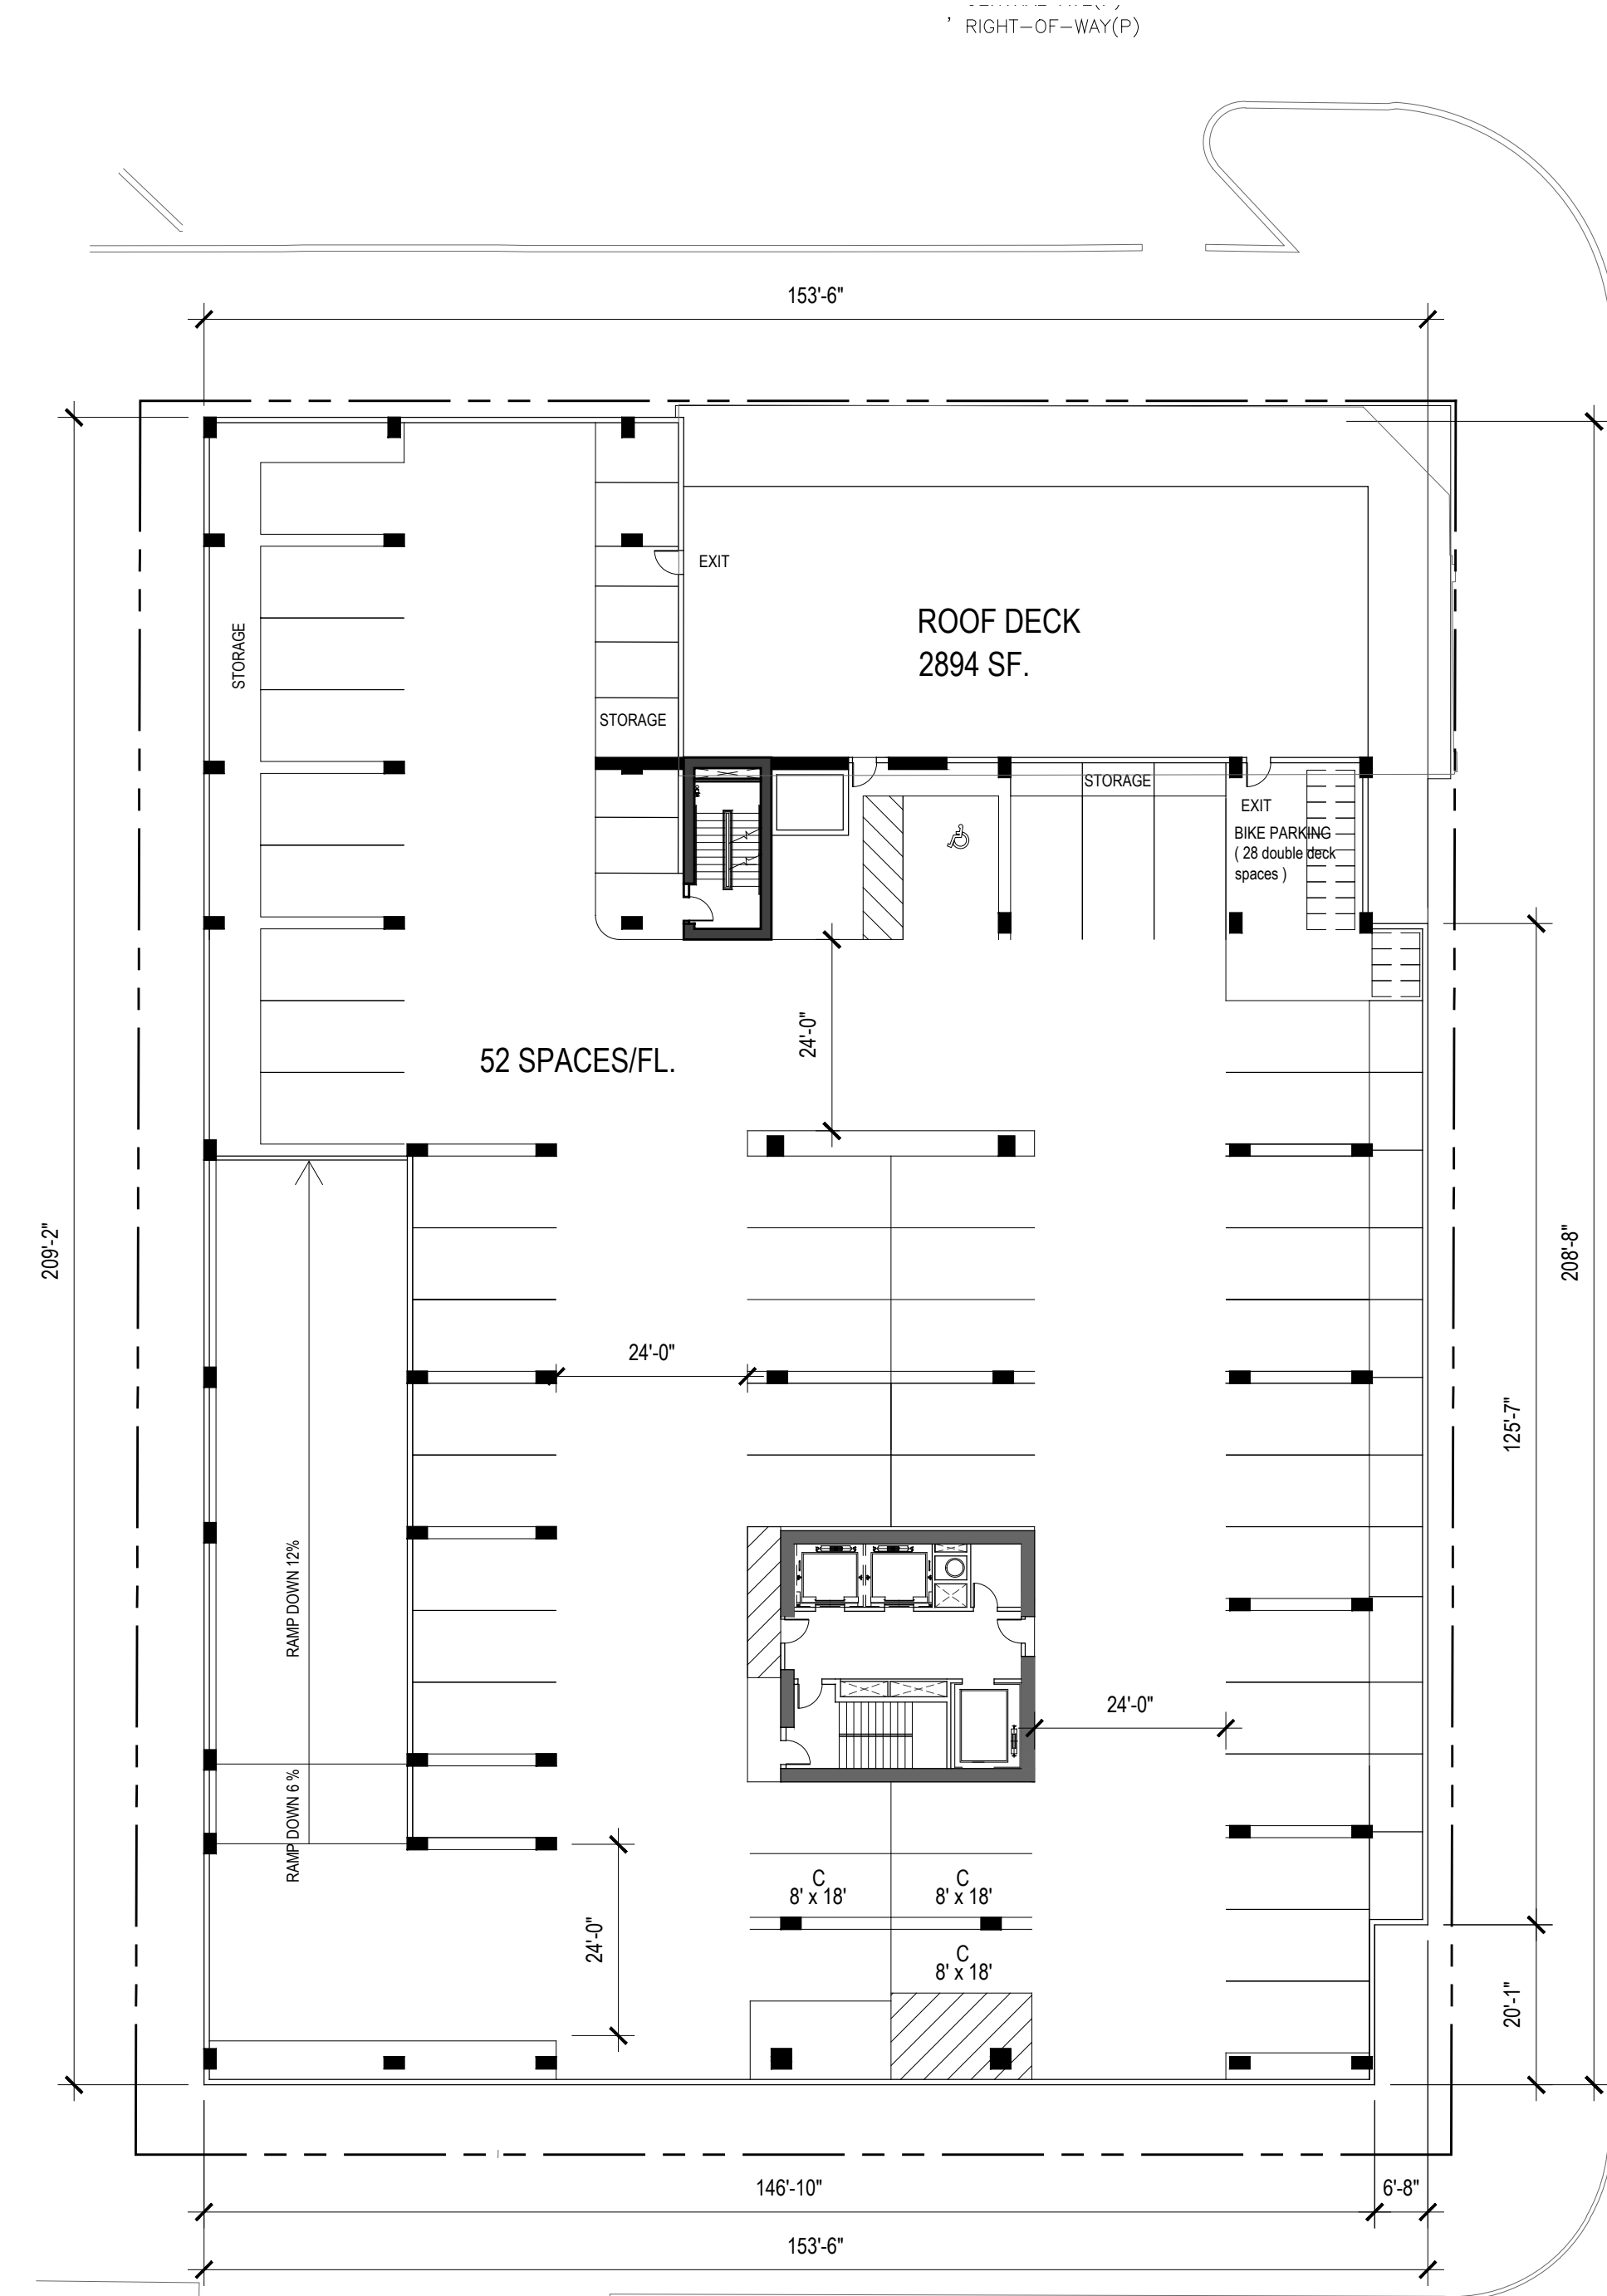 ' RIGHT-OF-WAY(P)
153'-6"
EXIT
ROOF DECK
2894 SF.
STORAGE
STORAGE
STORAGE
EXIT
BIKE PARKING
( 28 double deck
spaces )
24'-0"
52 SPACES/FL.
209'-2"
208'-8"
24'-0"
125'-7"
RAMP DOWN 12%
24'-0"
RAMP DOWN 6 %
C
8' x 18'
C
8' x 18'
24'-0"
C
8' x 18'
20'-1"
146'-10"
6'-8"
153'-6"